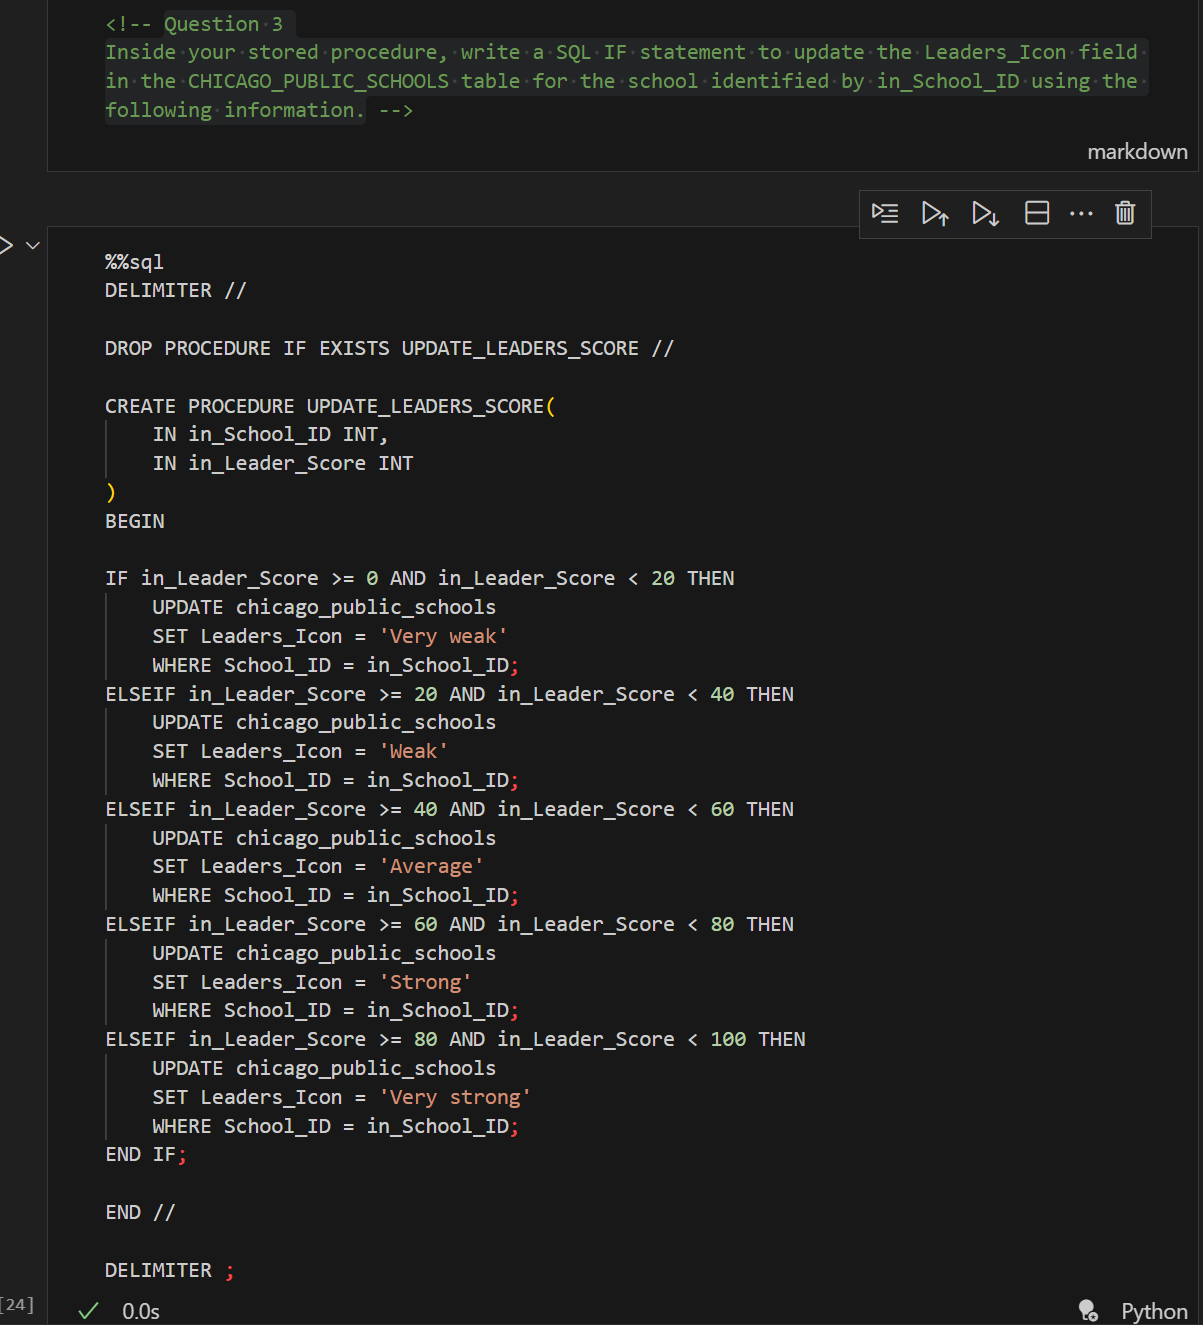 <!-- Question 3
Inside your stored procedure, write a SQL IF statement to update the Leaders_Icon field
in the CHICAGO_PUBLIC_SCHOOLS table for the school identified by in_School_ID using the
following information. -->
markdown
%%sql
DELIMITER //
DROP PROCEDURE IF EXISTS UPDATE_LEADERS_SCORE //
CREATE PROCEDURE UPDATE_LEADERS_SCORE(
    IN in_School_ID INT,
    IN in_Leader_Score INT
)
BEGIN
IF in_Leader_Score >= 0 AND in_Leader_Score < 20 THEN
    UPDATE chicago_public_schools
    SET Leaders_Icon = 'Very weak'
    WHERE School_ID = in_School_ID;
ELSEIF in_Leader_Score >= 20 AND in_Leader_Score < 40 THEN
    UPDATE chicago_public_schools
    SET Leaders_Icon = 'Weak'
    WHERE School_ID = in_School_ID;
ELSEIF in_Leader_Score >= 40 AND in_Leader_Score < 60 THEN
    UPDATE chicago_public_schools
    SET Leaders_Icon = 'Average'
    WHERE School_ID = in_School_ID;
ELSEIF in_Leader_Score >= 60 AND in_Leader_Score < 80 THEN
    UPDATE chicago_public_schools
    SET Leaders_Icon = 'Strong'
    WHERE School_ID = in_School_ID;
ELSEIF in_Leader_Score >= 80 AND in_Leader_Score < 100 THEN
    UPDATE chicago_public_schools
    SET Leaders_Icon = 'Very strong'
    WHERE School_ID = in_School_ID;
END IF;
END //
DELIMITER ;
[24] 0.0s Python